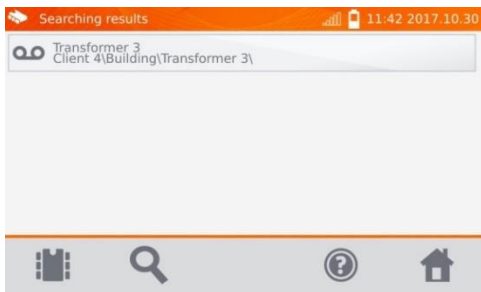 Searching results 11:42 2017.10.30
Transformer 3
Client 4\Building\Transformer 3\